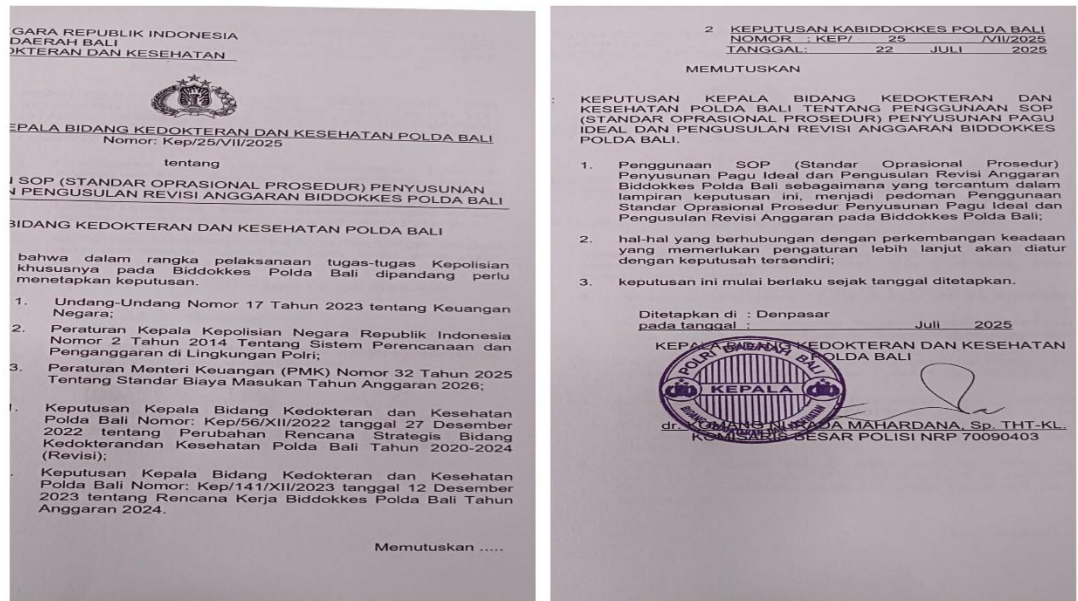 EGARA REPUBLIK INDONESIA
DAERAH BALI
OKTERAN DAN KESEHATAN
EPALA BIDANG KEDOKTERAN DAN KESEHATAN POLDA BALI
Nomor: Kep/25/VII/2025
tentang
SOP (STANDAR OPRASIONAL PROSEDUR) PENYUSUNAN
N PENGUSULAN REVISI ANGGARAN BIDDOKKES POLDA BALI
BIDANG KEDOKTERAN DAN KESEHATAN POLDA BALI
bahwa dalam rangka pelaksanaan tugas-tugas Kepolisian
khususnya pada Biddokkes Polda Bali dipandang perlu
menetapkan keputusan.
1. Undang-Undang Nomor 17 Tahun 2023 tentang Keuangan
Negara;
2. Peraturan Kepala Kepolisian Negara Republik Indonesia
Nomor 2 Tahun 2014 Tentang Sistem Perencanaan dan
Penganggaran di Lingkungan Polri;
3. Peraturan Menteri Keuangan (PMK) Nomor 32 Tahun 2025
Tentang Standar Biaya Masukan Tahun Anggaran 2026;
1. Keputusan Kepala Bidang Kedokteran dan Kesehatan
Polda Bali Nomor: Kep/56/XII/2022 tanggal 27 Desember
2022 tentang Perubahan Rencana Strategis Bidang
Kedokterandan Kesehatan Polda Bali Tahun 2020-2024
(Revisi);
Keputusan Kepala Bidang Kedokteran dan Kesehatan
Polda Bali Nomor: Kep/141/XII/2023 tanggal 12 Desember
2023 tentang Rencana Kerja Biddokkes Polda Bali Tahun
Anggaran 2024.
Memutuskan .....
2 KEPUTUSAN KABIDDOKKES POLDA BALI
NOMOR : KEP/ 25 /VII/2025
TANGGAL: 22 JULI 2025
MEMUTUSKAN
: KEPUTUSAN KEPALA BIDANG KEDOKTERAN DAN
KESEHATAN POLDA BALI TENTANG PENGGUNAAN SOP
(STANDAR OPRASIONAL PROSEDUR) PENYUSUNAN PAGU
IDEAL DAN PENGUSULAN REVISI ANGGARAN BIDDOKKES
POLDA BALI.
1. Penggunaan SOP (Standar Oprasional Prosedur)
Penyusunan Pagu Ideal dan Pengusulan Revisi Anggaran
Biddokkes Polda Bali sebagaimana yang tercantum dalam
lampiran keputusan ini, menjadi pedoman Penggunaan
Standar Oprasional Prosedur Penyusunan Pagu Ideal dan
Pengusulan Revisi Anggaran pada Biddokkes Polda Bali;
2. hal-hal yang berhubungan dengan perkembangan keadaan
yang memerlukan pengaturan lebih lanjut akan diatur
dengan keputusah tersendiri;
3. keputusan ini mulai berlaku sejak tanggal ditetapkan.
Ditetapkan di : Denpasar
pada tanggal : Juli 2025
KEPALA BIDANG KEDOKTERAN DAN KESEHATAN
POLDA BALI
POLRI DAERAH BALI
KEPALA
BIDANG KEDOKTERAN DAN KESEHATAN
dr. KOMANG NURADA MAHARDANA, Sp. THT-KL.
KOMISARIS BESAR POLISI NRP 70090403